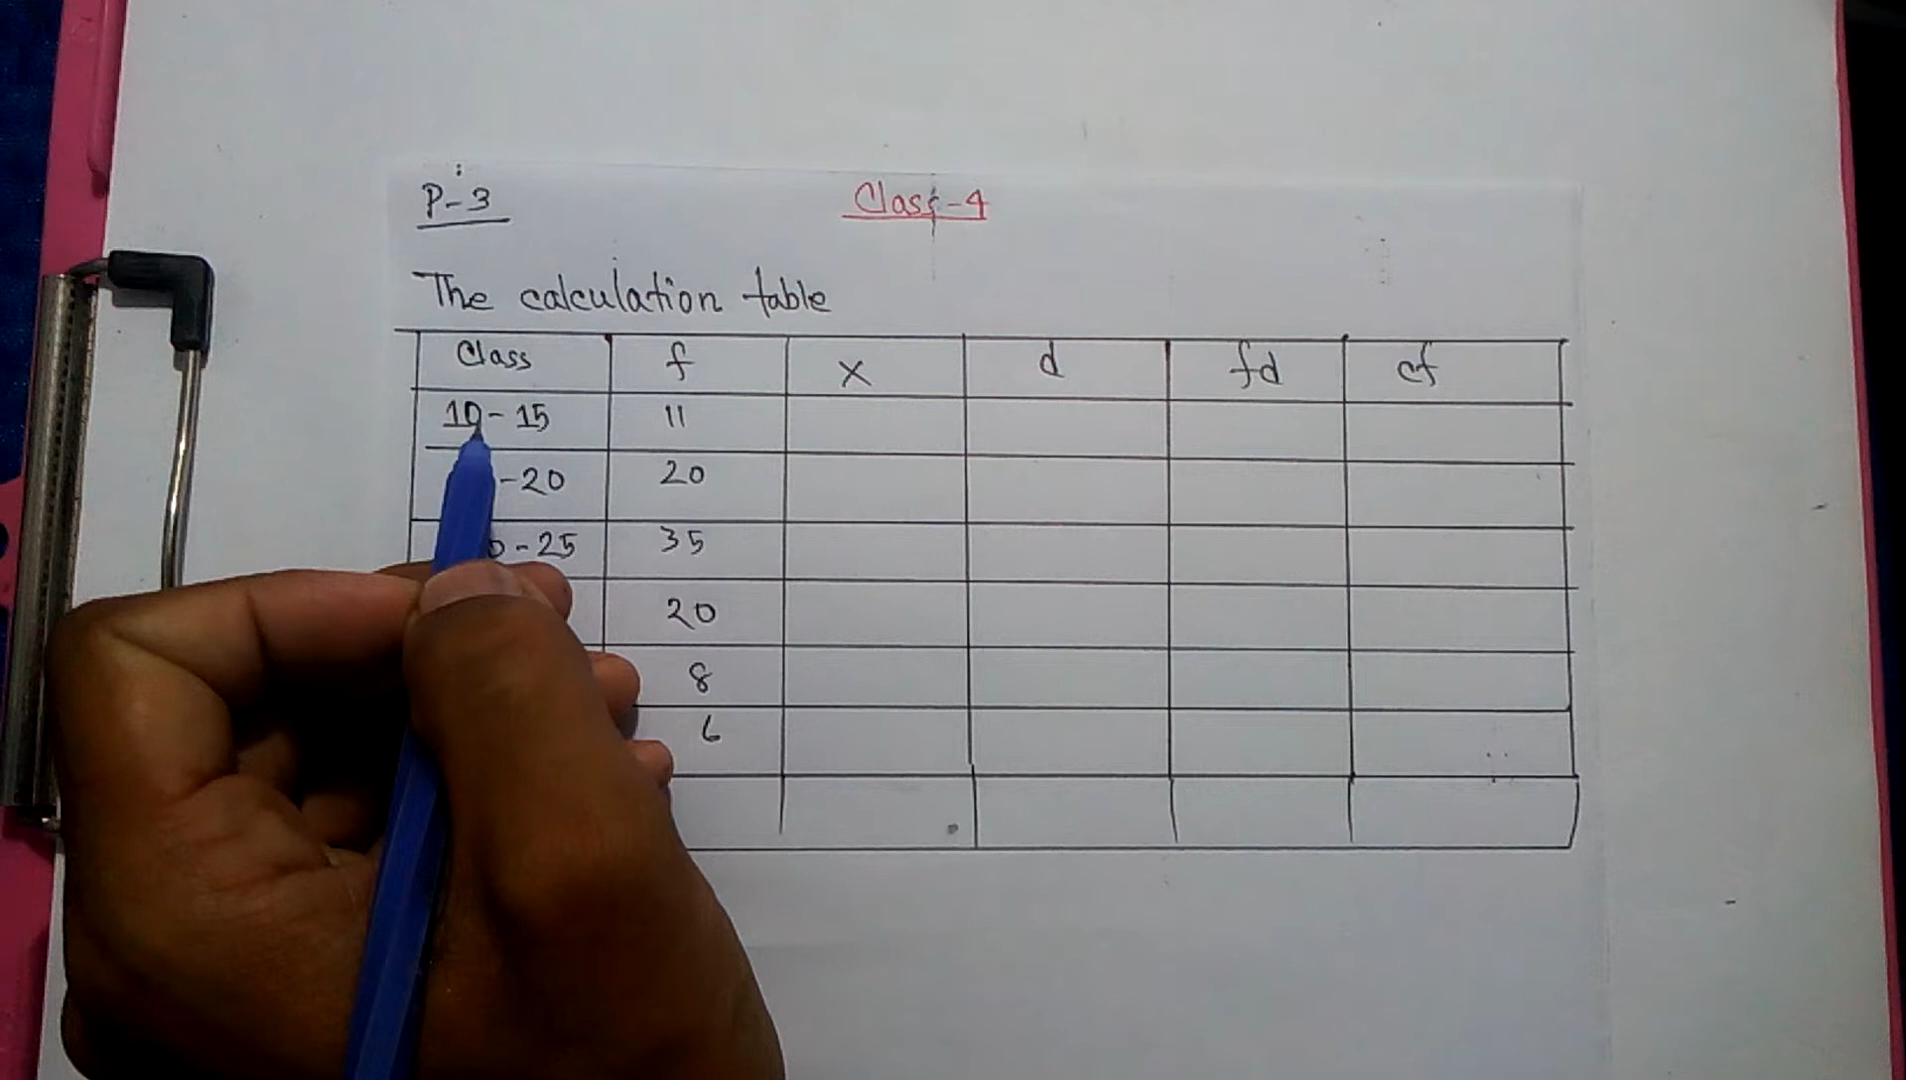 P-3
Class-4
The calculation table
Class f x d fd cf
10-15 11
-20 20
-25 35
20
8
6